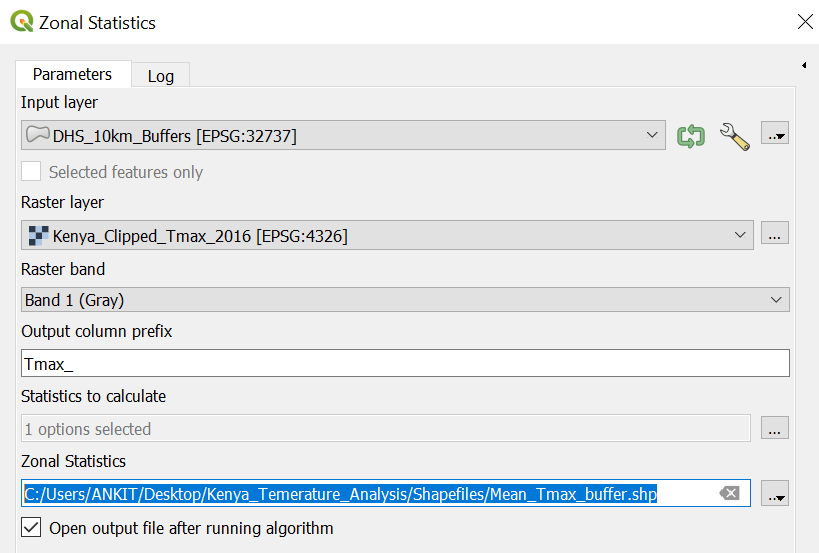 Zonal Statistics
Parameters
Log
Input layer
DHS_10km_Buffers [EPSG:32737]
...
Selected features only
Raster layer
Kenya_Clipped_Tmax_2016 [EPSG:4326]
...
Raster band
Band 1 (Gray)
Output column prefix
Tmax_
Statistics to calculate
1 options selected
...
Zonal Statistics
C:/Users/ANKIT/Desktop/Kenya_Temerature_Analysis/Shapefiles/Mean_Tmax_buffer.shp
...
Open output file after running algorithm